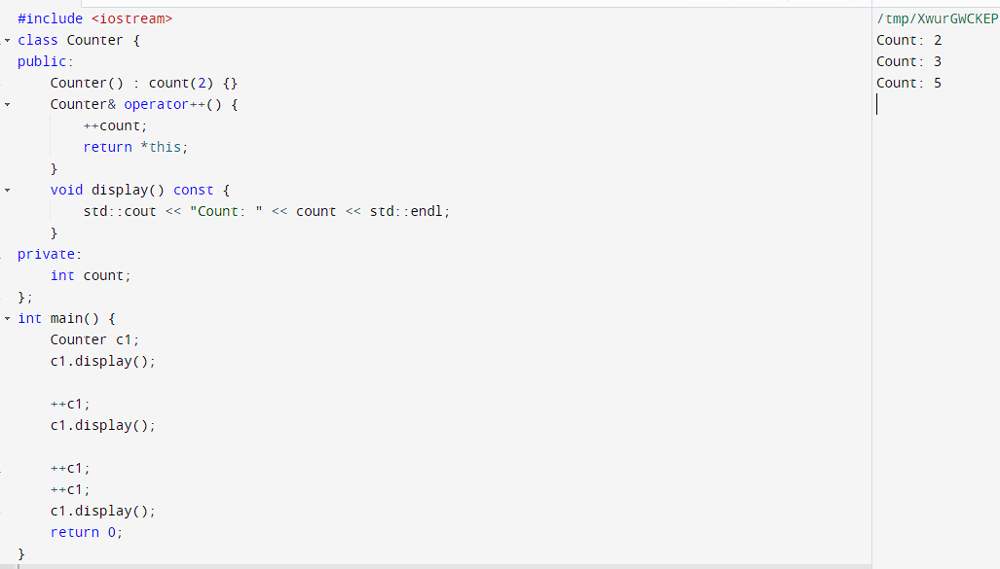 #include <iostream>
class Counter {
public:
    Counter() : count(2) {}
    Counter& operator++() {
        ++count;
        return *this;
    }
    void display() const {
        std::cout << "Count: " << count << std::endl;
    }
private:
    int count;
};
int main() {
    Counter c1;
    c1.display();

    ++c1;
    c1.display();

    ++c1;
    ++c1;
    c1.display();
    return 0;
}
/tmp/XwurGWCKEP
Count: 2
Count: 3
Count: 5